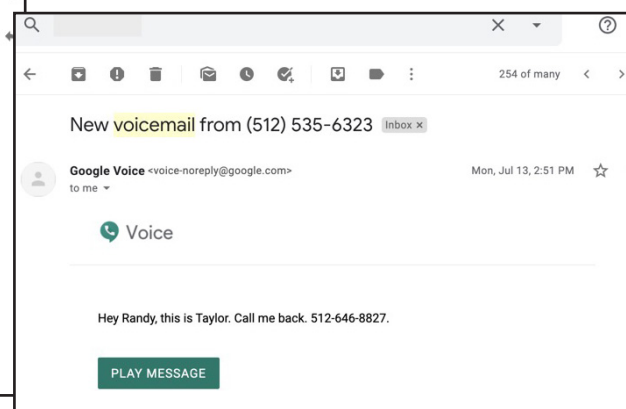 254 of many
New voicemail from (512) 535-6323 Inbox ×
Google Voice <voice-noreply@google.com> Mon, Jul 13, 2:51 PM
to me
Voice
Hey Randy, this is Taylor. Call me back. 512-646-8827.
PLAY MESSAGE